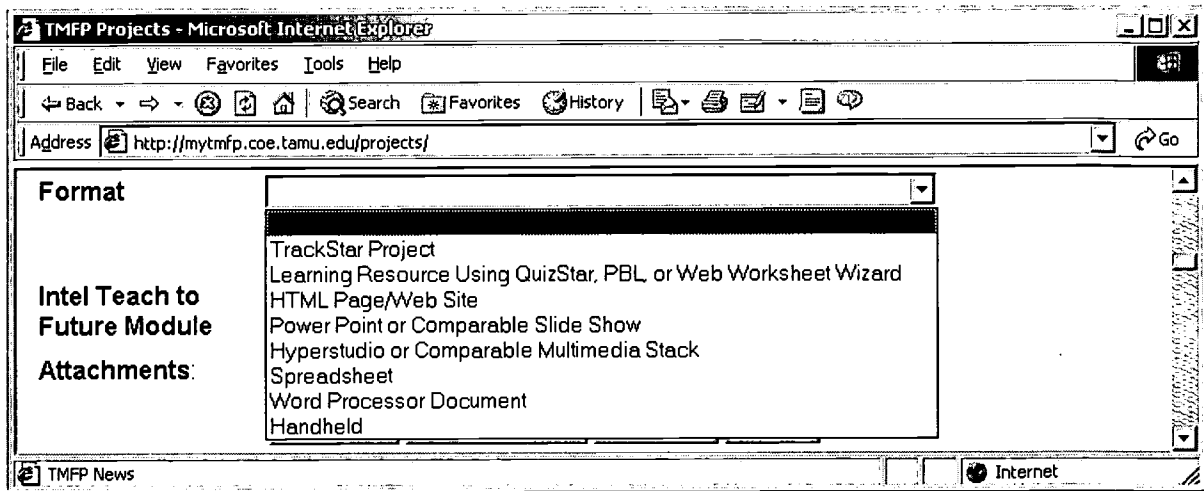 TMFP Projects - Microsoft Internet Explorer
File Edit View Favorites Tools Help
Back Search Favorites History
Address http://mytmfp.coe.tamu.edu/projects/ Go
Format
TrackStar Project
Learning Resource Using QuizStar, PBL, or Web Worksheet Wizard
HTML Page/Web Site
Intel Teach to
Future Module
Power Point or Comparable Slide Show
Hyperstudio or Comparable Multimedia Stack
Attachments:
Spreadsheet
Word Processor Document
Handheld
TMFP News Internet